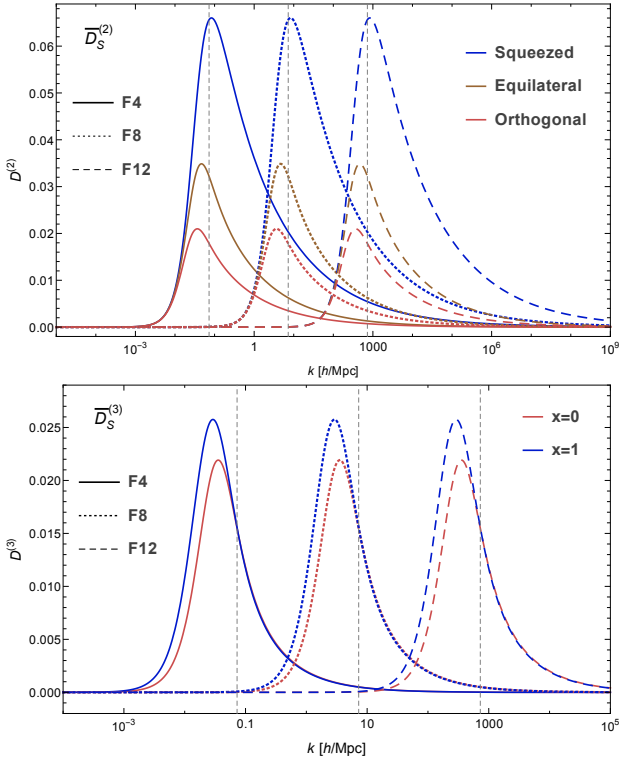 D̅_S^(2)
F4
F8
F12
Squeezed
Equilateral
Orthogonal
D^(2)
0.06
0.05
0.04
0.03
0.02
0.01
0.00
10^-3 1 1000 10^6 10^9
k [h/Mpc]
D̅_S^(3)
F4
F8
F12
x=0
x=1
D^(3)
0.025
0.020
0.015
0.010
0.005
0.000
10^-3 0.1 10 1000 10^5
k [h/Mpc]